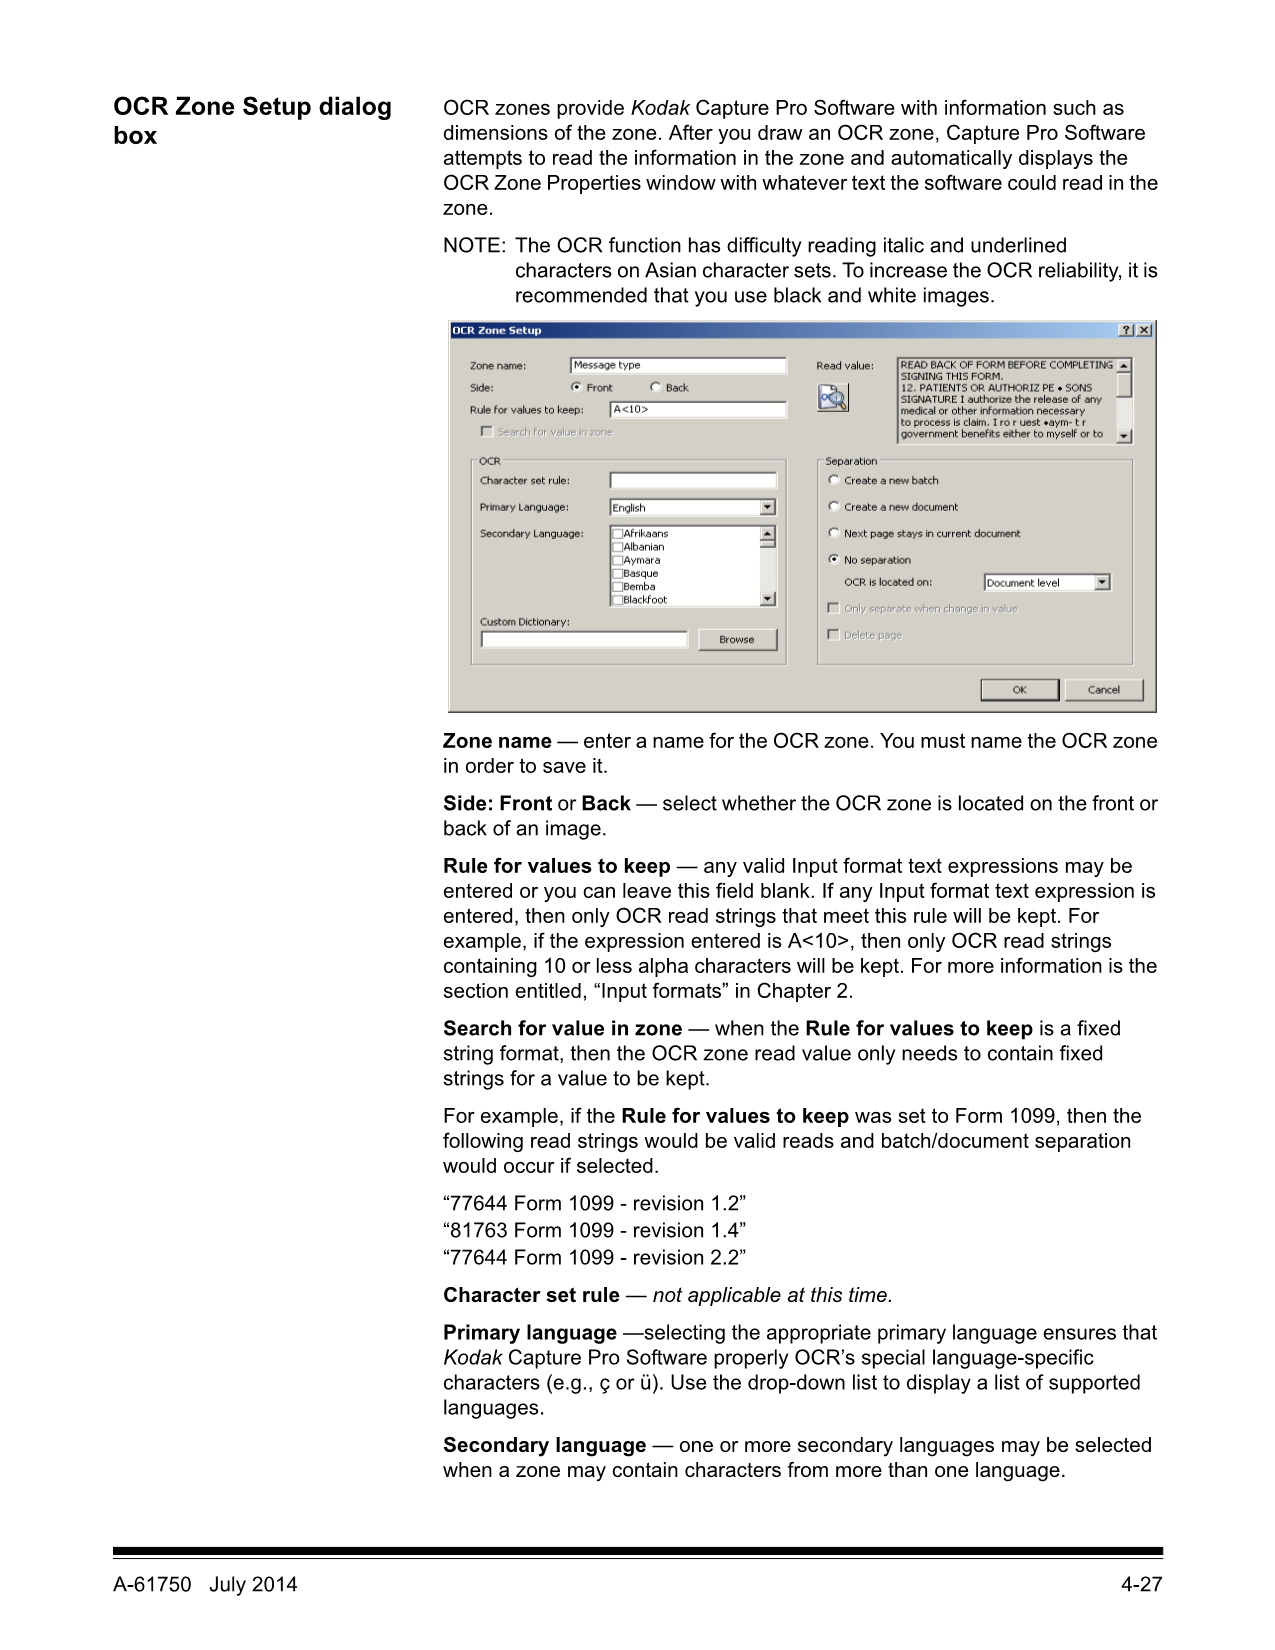 OCR Zone Setup dialog
box
OCR zones provide Kodak Capture Pro Software with information such as
dimensions of the zone. After you draw an OCR zone, Capture Pro Software
attempts to read the information in the zone and automatically displays the
OCR Zone Properties window with whatever text the software could read in the
zone.
NOTE: The OCR function has difficulty reading italic and underlined
characters on Asian character sets. To increase the OCR reliability, it is
recommended that you use black and white images.
OCR Zone Setup
Zone name: Message type
Side: Front Back
Rule for values to keep: A<10>
Search for value in zone
Read value:
READ BACK OF FORM BEFORE COMPLETING
SIGNING THIS FORM.
12. PATIENTS OR AUTHORIZ PE • SONS
SIGNATURE I authorize the release of any
medical or other information necessary
to process is claim. I ro r uest •aym- t r
government benefits either to myself or to
OCR
Character set rule:
Primary Language: English
Secondary Language: Afrikaans
Albanian
Aymara
Basque
Bemba
Blackfoot
Custom Dictionary:
Browse
Separation
Create a new batch
Create a new document
Next page stays in current document
No separation
OCR is located on: Document level
Only separate when change in value
Delete page
OK Cancel
Zone name — enter a name for the OCR zone. You must name the OCR zone
in order to save it.
Side: Front or Back — select whether the OCR zone is located on the front or
back of an image.
Rule for values to keep — any valid Input format text expressions may be
entered or you can leave this field blank. If any Input format text expression is
entered, then only OCR read strings that meet this rule will be kept. For
example, if the expression entered is A<10>, then only OCR read strings
containing 10 or less alpha characters will be kept. For more information is the
section entitled, “Input formats” in Chapter 2.
Search for value in zone — when the Rule for values to keep is a fixed
string format, then the OCR zone read value only needs to contain fixed
strings for a value to be kept.
For example, if the Rule for values to keep was set to Form 1099, then the
following read strings would be valid reads and batch/document separation
would occur if selected.
“77644 Form 1099 - revision 1.2”
“81763 Form 1099 - revision 1.4”
“77644 Form 1099 - revision 2.2”
Character set rule — not applicable at this time.
Primary language —selecting the appropriate primary language ensures that
Kodak Capture Pro Software properly OCR’s special language-specific
characters (e.g., ç or ü). Use the drop-down list to display a list of supported
languages.
Secondary language — one or more secondary languages may be selected
when a zone may contain characters from more than one language.
A-61750 July 2014 4-27